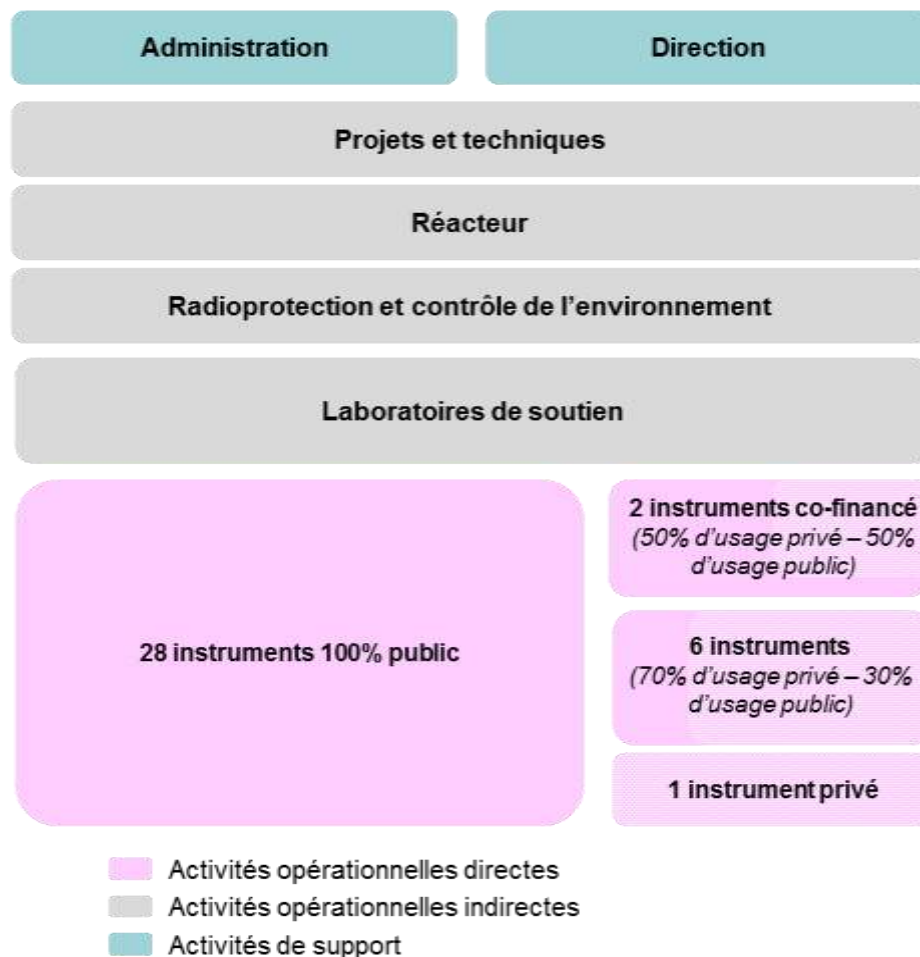 Administration
Direction
Projets et techniques
Réacteur
Radioprotection et contrôle de l'environnement
Laboratoires de soutien
28 instruments 100% public
2 instruments co-financé
(50% d'usage privé – 50%
d'usage public)
6 instruments
(70% d'usage privé – 30%
d'usage public)
1 instrument privé
Activités opérationnelles directes
Activités opérationnelles indirectes
Activités de support